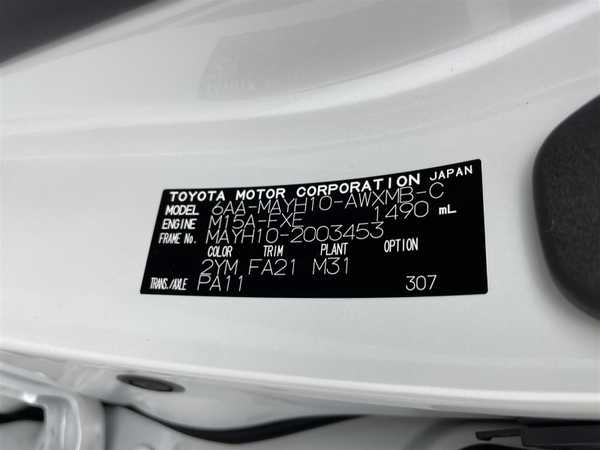 TOYOTA MOTOR CORPORATION JAPAN
MODEL 6AA-MAYH10-AWXMB-C
ENGINE M15A-FXE 1490 mL
FRAME No. MAYH10-2003453
COLOR TRIM PLANT OPTION
2YM FA21 M31
TRANS./AXLE PA11 307